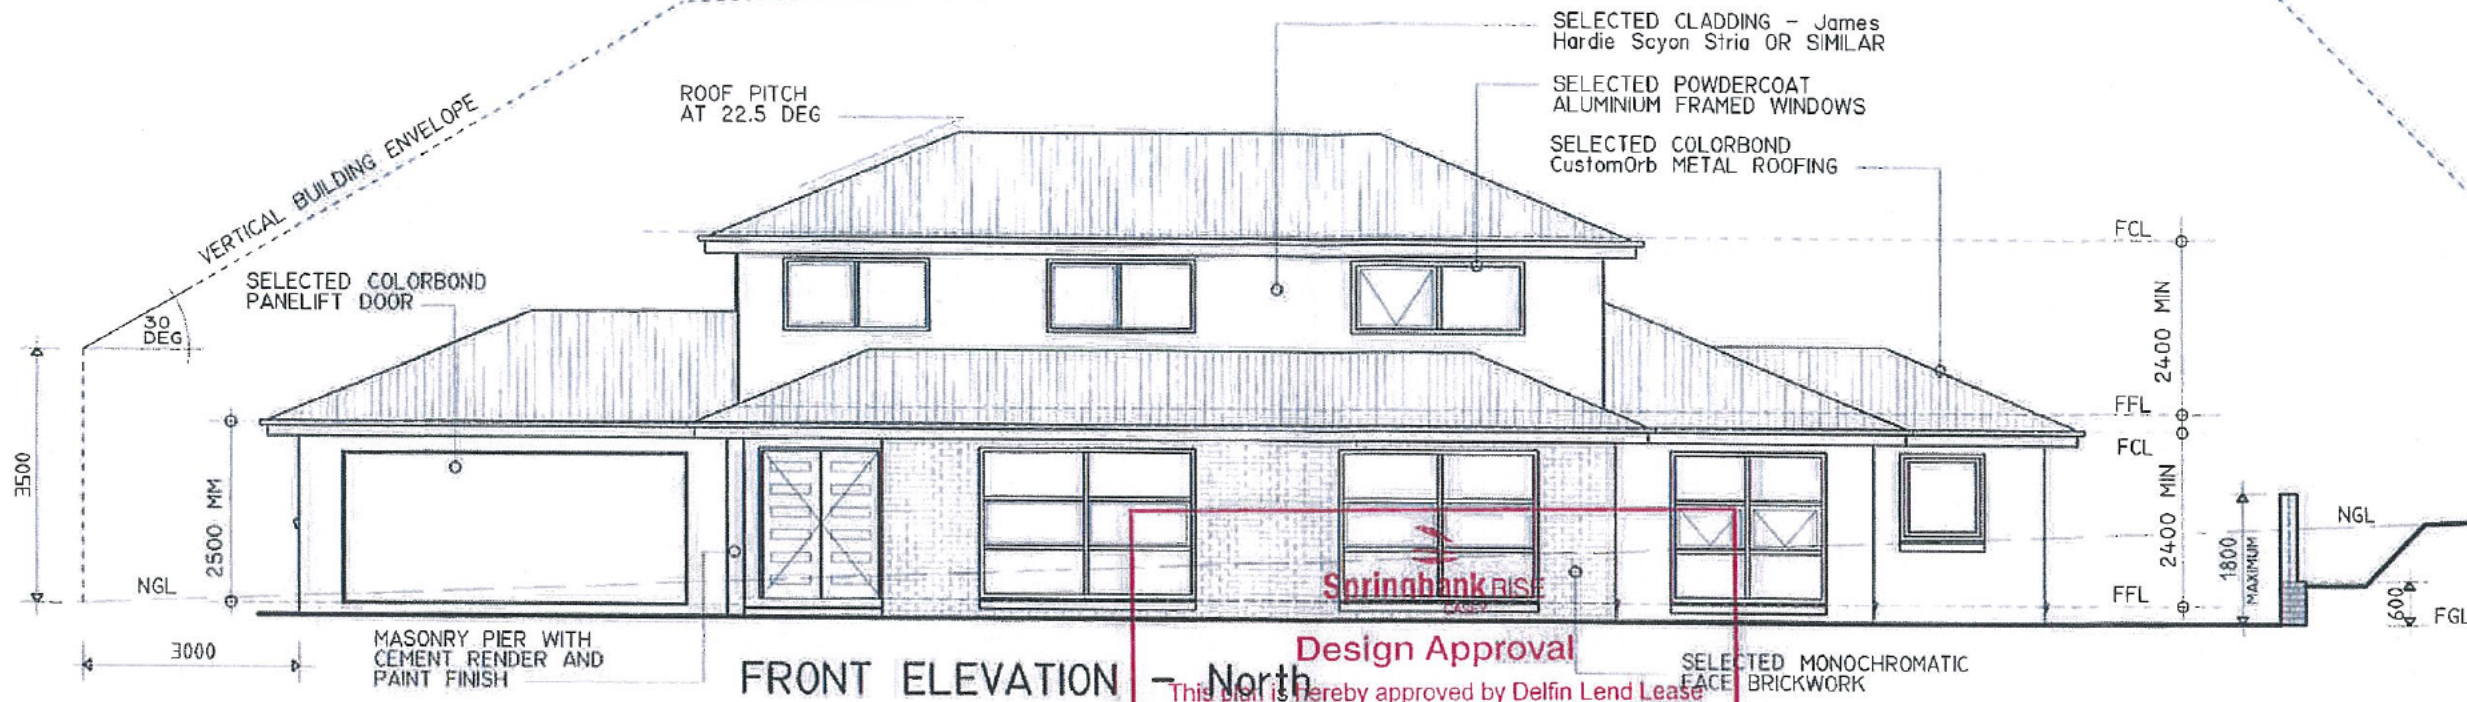 SELECTED CLADDING - James
Hardie Scyon Stria OR SIMILAR
SELECTED POWDERCOAT
ALUMINIUM FRAMED WINDOWS
SELECTED COLORBOND
CustomOrb METAL ROOFING
ROOF PITCH
AT 22.5 DEG
VERTICAL BUILDING ENVELOPE
SELECTED COLORBOND
PANELIFT DOOR
30
DEG
3500
2500 MM
NGL
3000
MASONRY PIER WITH
CEMENT RENDER AND
PAINT FINISH
FRONT ELEVATION - North
FCL
2400 MIN
FFL
FCL
2400 MIN
FFL
1800
MAXIMUM
NGL
600
FGL
Springbank RISE
CASEY
Design Approval
This plan is hereby approved by Delfin Lend Lease
SELECTED MONOCHROMATIC
FACE BRICKWORK